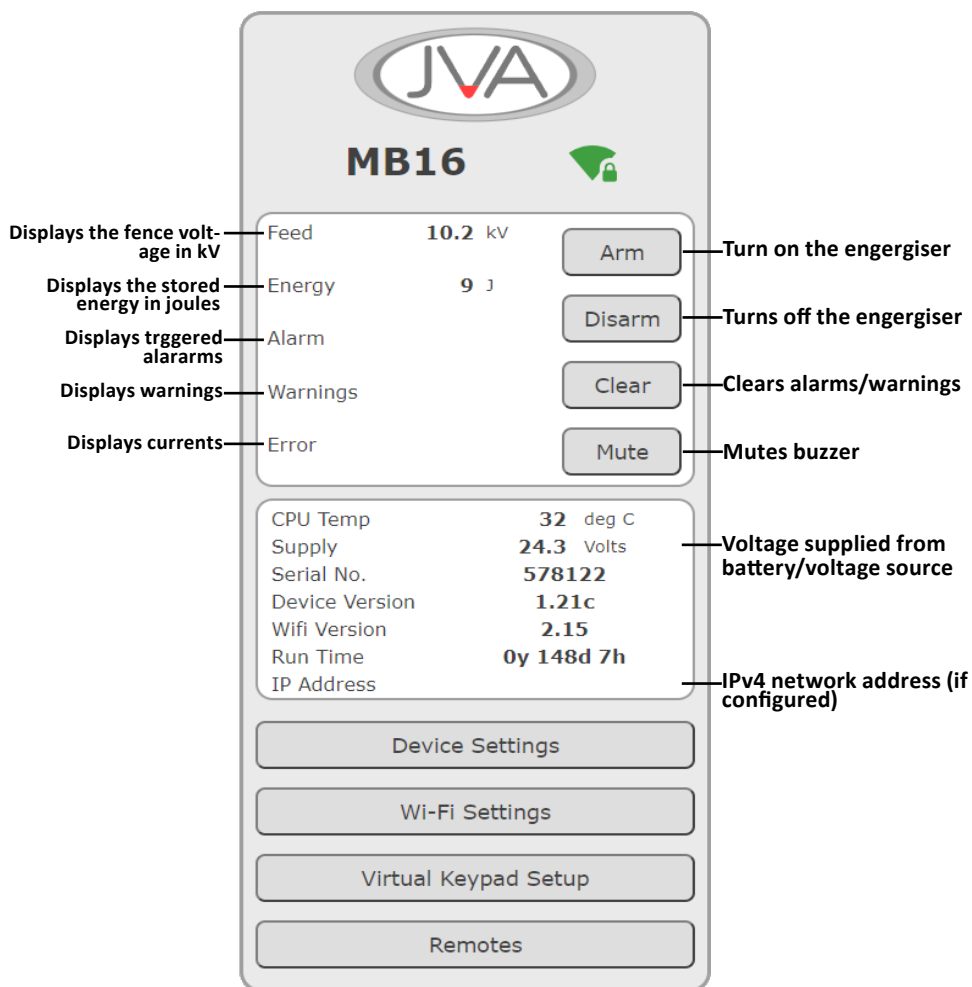 JVA
MB16
Displays the fence volt-
age in kV
Feed 10.2 kV
Arm
Turn on the engergiser
Displays the stored
energy in joules
Energy 9 J
Disarm
Turns off the engergiser
Displays trggered
alararms
Alarm
Displays warnings
Warnings
Clear
Clears alarms/warnings
Displays currents
Error
Mute
Mutes buzzer
CPU Temp 32 deg C
Supply 24.3 Volts
Voltage supplied from
battery/voltage source
Serial No. 578122
Device Version 1.21c
Wifi Version 2.15
Run Time 0y 148d 7h
IP Address
IPv4 network address (if
configured)
Device Settings
Wi-Fi Settings
Virtual Keypad Setup
Remotes